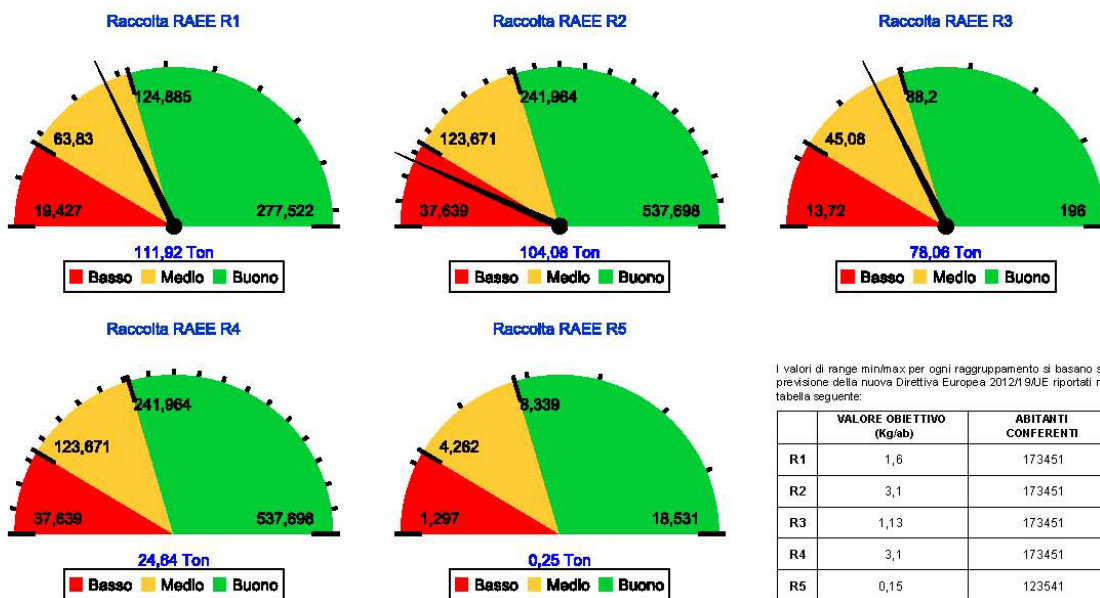 Raccolta RAEE R1
Raccolta RAEE R2
Raccolta RAEE R3
63,83
124,885
19,427
277,522
123,671
241,964
37,639
537,698
45,08
88,2
13,72
196
111,92 Ton
104,08 Ton
78,06 Ton
Basso Medio Buono
Basso Medio Buono
Basso Medio Buono
Raccolta RAEE R4
Raccolta RAEE R5
123,671
241,964
37,639
537,698
4,262
8,339
1,297
18,531
24,64 Ton
0,25 Ton
Basso Medio Buono
Basso Medio Buono
I valori di range min/max per ogni raggruppamento si basano s
previsione della nuova Direttiva Europea 2012/19/UE riportati n
tabella seguente:
VALORE OBIETTIVO (Kg/ab) ABITANTI CONFERENTI
R1 1,6 173451
R2 3,1 173451
R3 1,13 173451
R4 3,1 173451
R5 0,15 123541